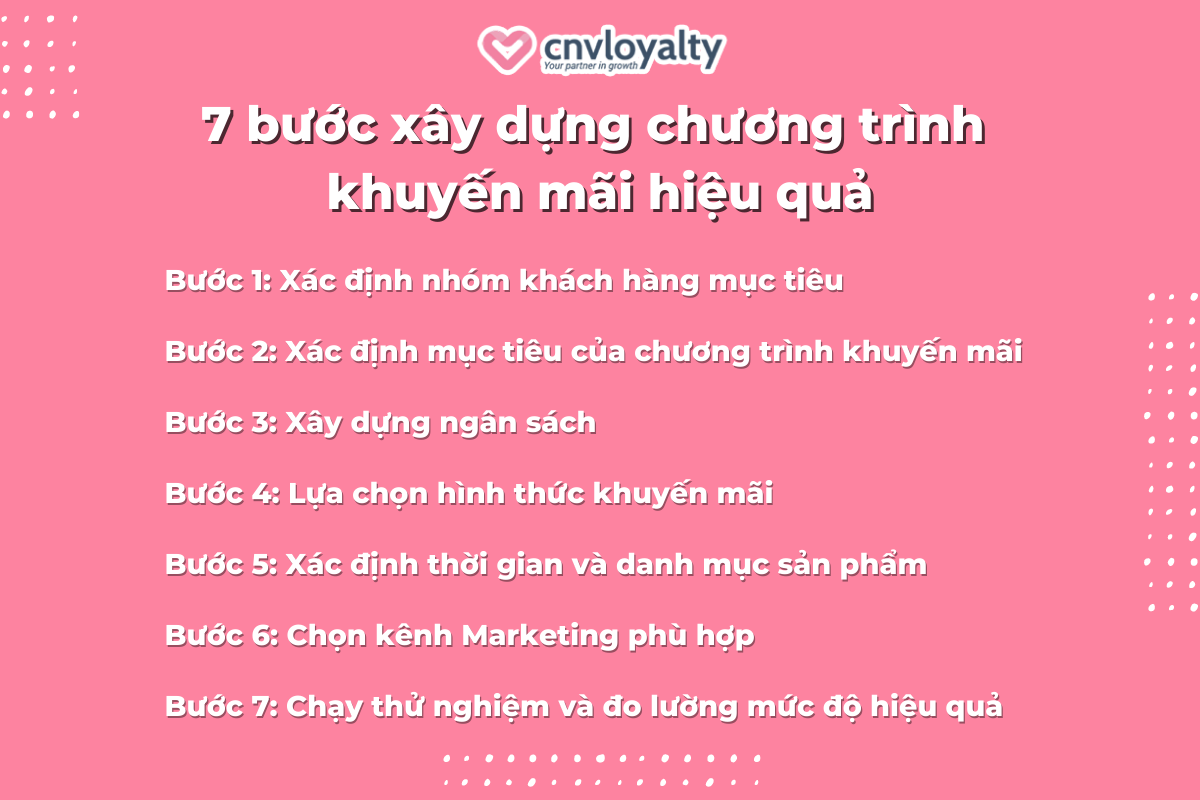 cnvloyalty
Your partner in growth
7 bước xây dựng chương trình
khuyến mãi hiệu quả
Bước 1: Xác định nhóm khách hàng mục tiêu
Bước 2: Xác định mục tiêu của chương trình khuyến mãi
Bước 3: Xây dựng ngân sách
Bước 4: Lựa chọn hình thức khuyến mãi
Bước 5: Xác định thời gian và danh mục sản phẩm
Bước 6: Chọn kênh Marketing phù hợp
Bước 7: Chạy thử nghiệm và đo lường mức độ hiệu quả